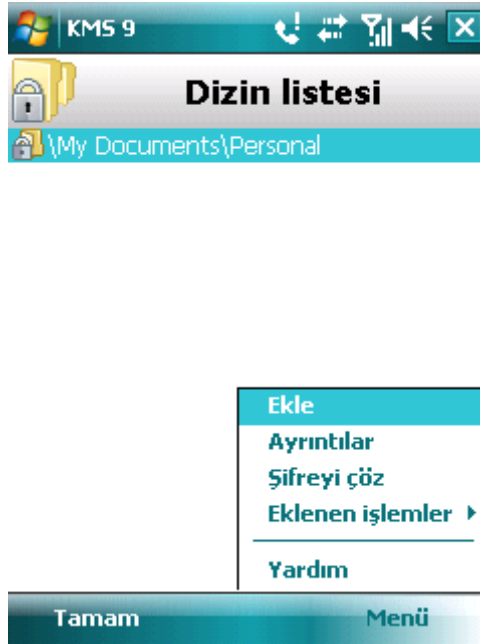 KMS 9
Dizin listesi
\My Documents\Personal
Ekle
Ayrıntılar
Şifreyi çöz
Eklenen işlemler
Yardım
Tamam
Menü